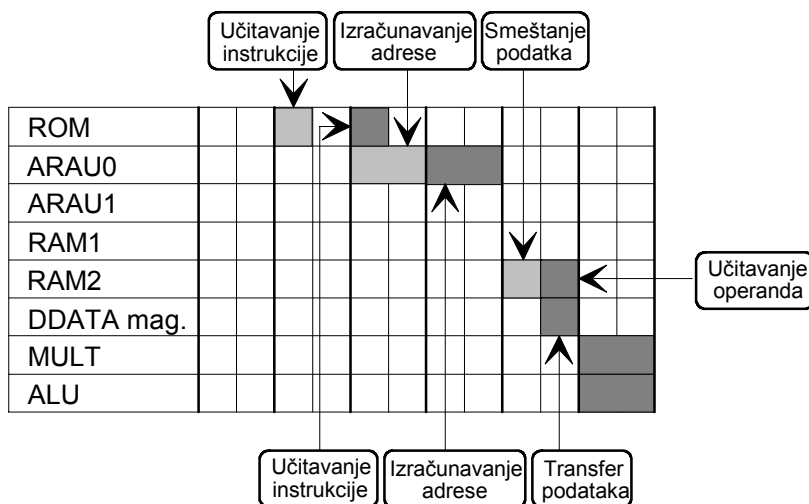 Učitavanje
instrukcije
Izračunavanje
adrese
Smeštanje
podatka
ROM
ARAU0
ARAU1
RAM1
RAM2
DDATA mag.
MULT
ALU
Učitavanje
operanda
Učitavanje
instrukcije
Izračunavanje
adrese
Transfer
podataka